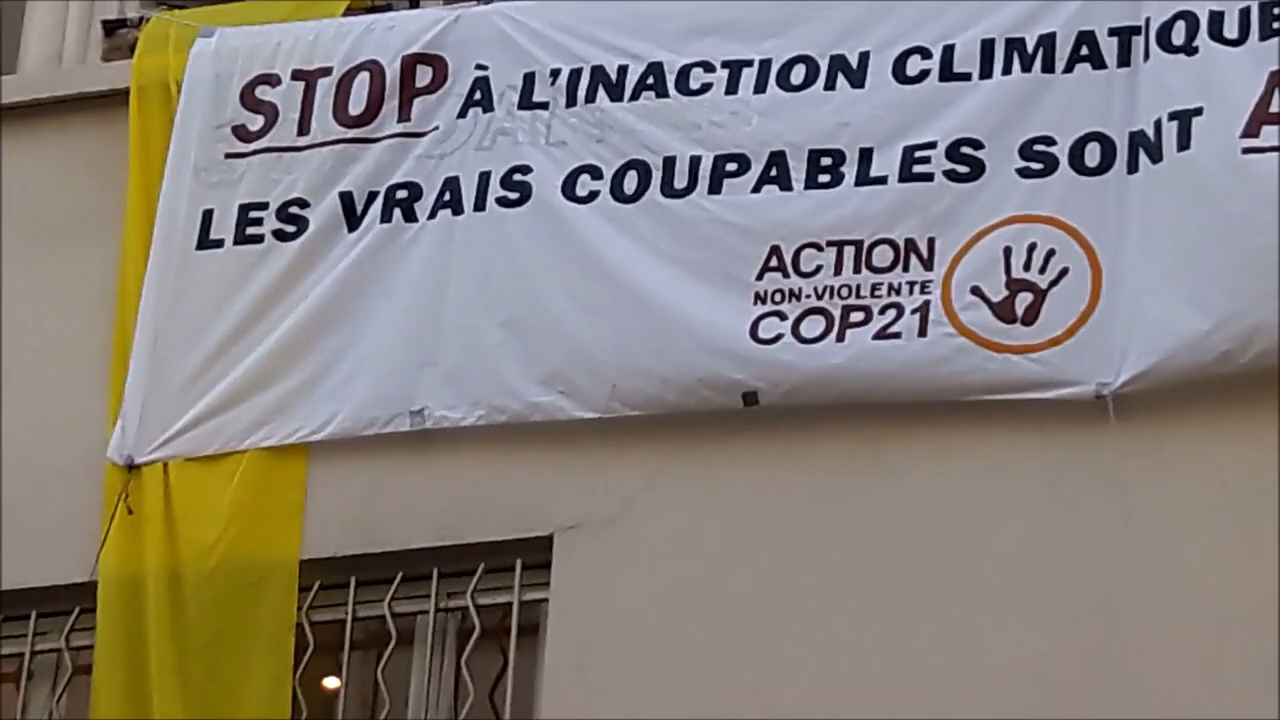 STOP À L'INACTION CLIMATIQUE
LES VRAIS COUPABLES SONT A
ACTION
NON-VIOLENTE
COP21